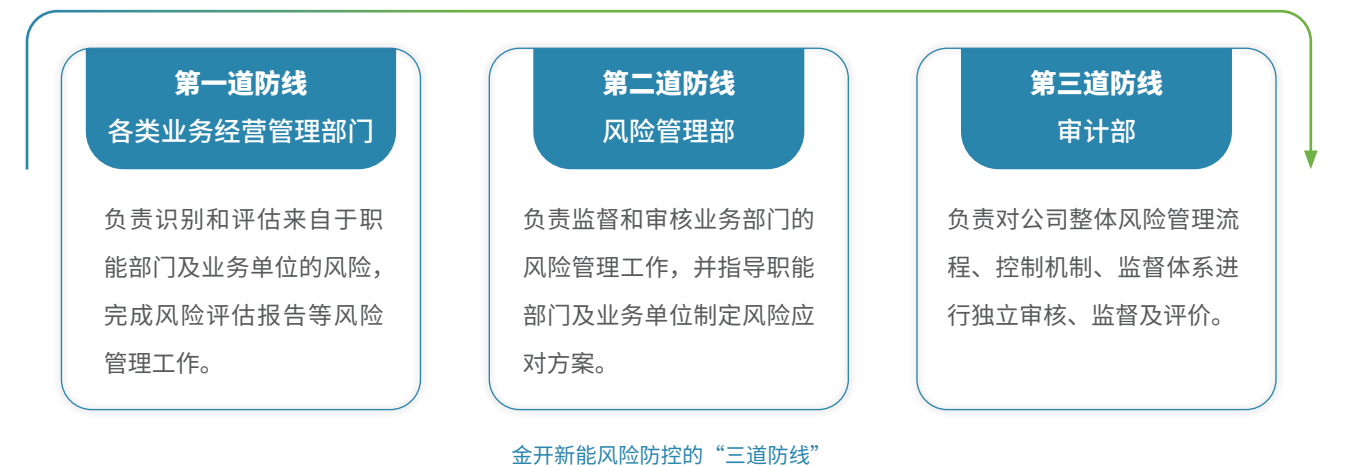 第一道防线
各类业务经营管理部门
负责识别和评估来自于职
能部门及业务单位的风险，
完成风险评估报告等风险
管理工作。
第二道防线
风险管理部
负责监督和审核业务部门的
风险管理工作，并指导职能
部门及业务单位制定风险应
对方案。
第三道防线
审计部
负责对公司整体风险管理流
程、控制机制、监督体系进
行独立审核、监督及评价。
金开新能风险防控的“三道防线”